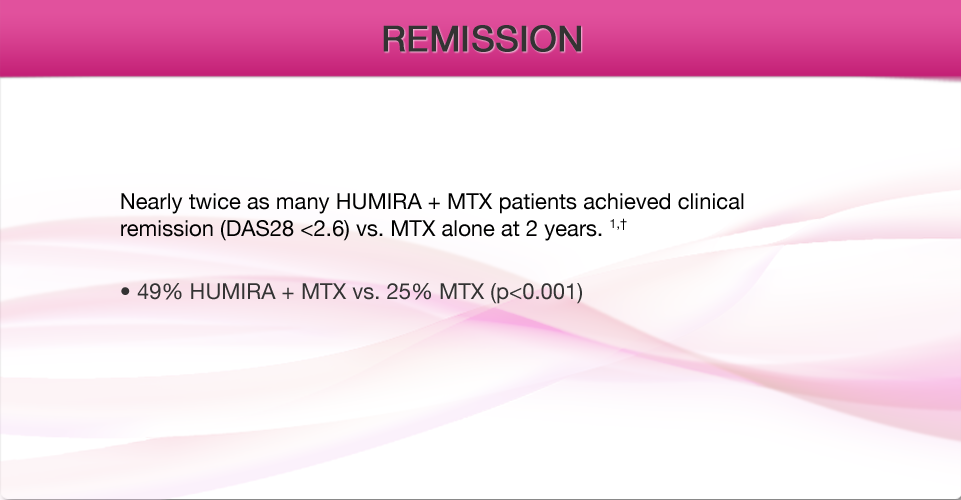 REMISSION
Nearly twice as many HUMIRA + MTX patients achieved clinical
remission (DAS28 <2.6) vs. MTX alone at 2 years. 1,†
• 49% HUMIRA + MTX vs. 25% MTX (p<0.001)